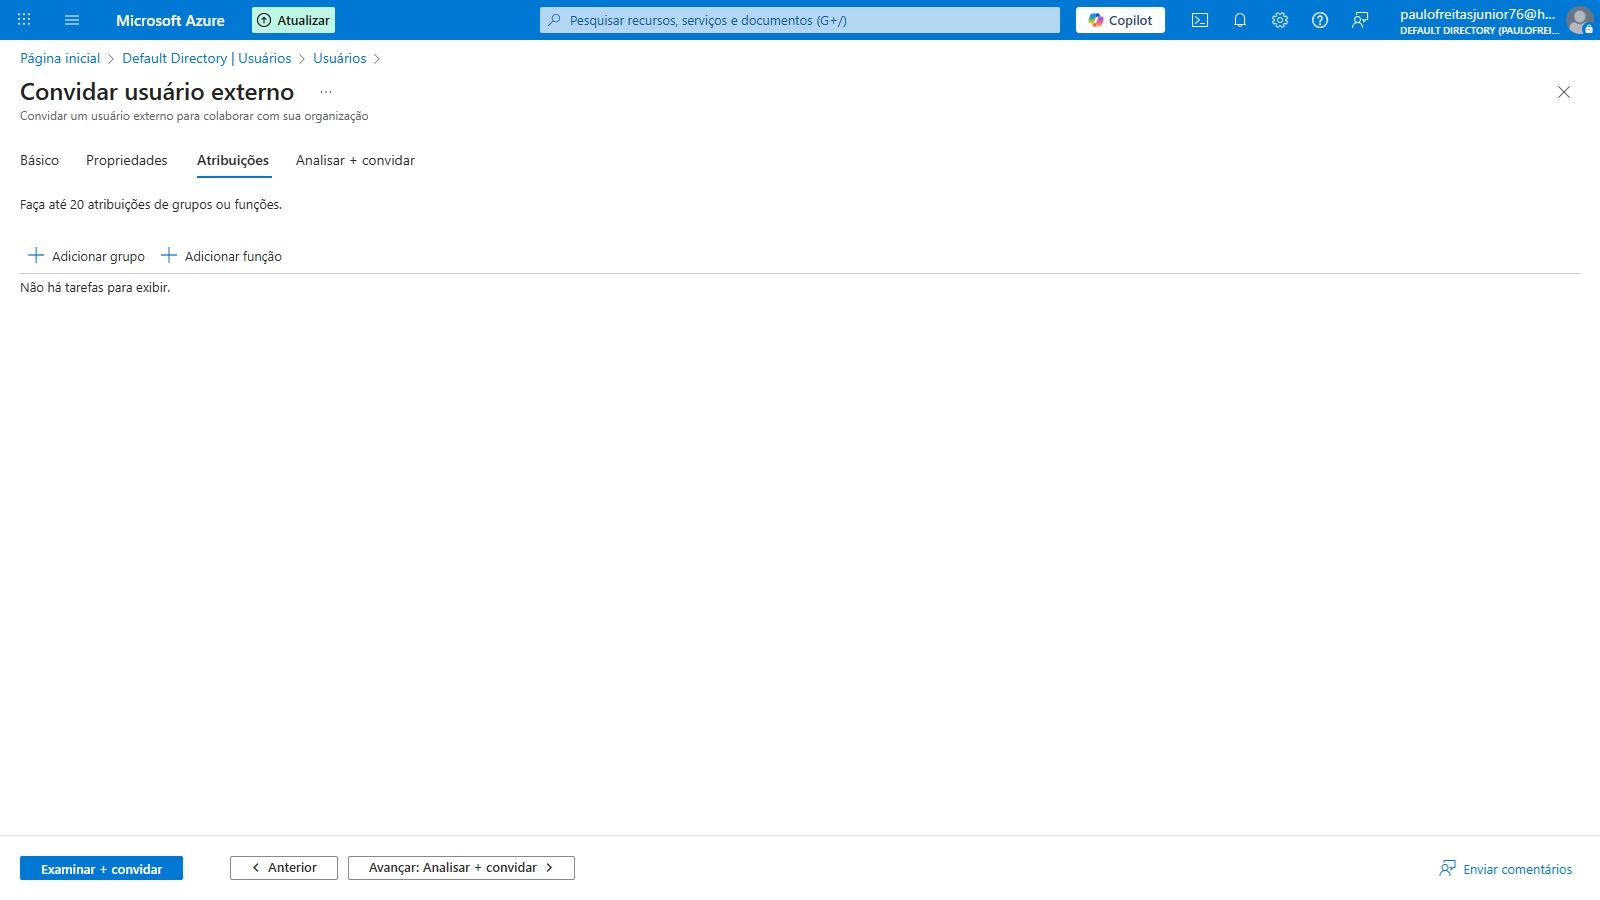 Microsoft Azure
Atualizar
Pesquisar recursos, serviços e documentos (G+/)
Copilot
paulofreitasjunior76@h...
DEFAULT DIRECTORY (PAULOFREI...
Página inicial > Default Directory | Usuários > Usuários >
Convidar usuário externo ...
Convidar um usuário externo para colaborar com sua organização
Básico Propriedades Atribuições Analisar + convidar
Faça até 20 atribuições de grupos ou funções.
+ Adicionar grupo + Adicionar função
Não há tarefas para exibir.
Examinar + convidar
< Anterior
Avançar: Analisar + convidar >
Enviar comentários